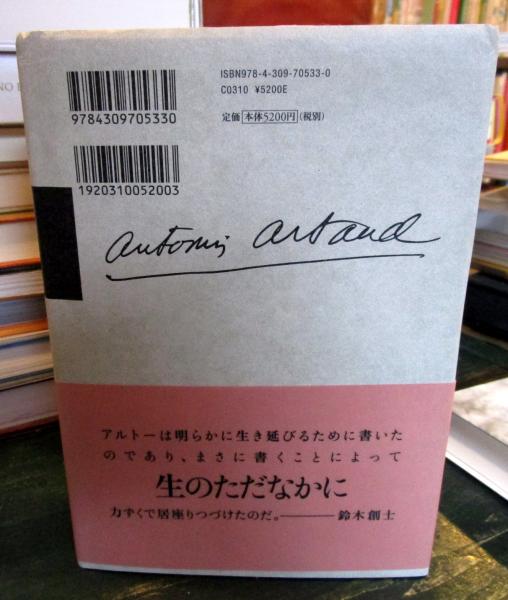 ISBN978-4-309-70533-0
C0310 ¥5200E
9784309705330
定価 本体5200円(税別)
1920310052003
antonin artaud
アルトーは明らかに生き延びるために書いた
のであり、まさに書くことによって
生のただなかに
力ずくで居座りつづけたのだ。———鈴木創士